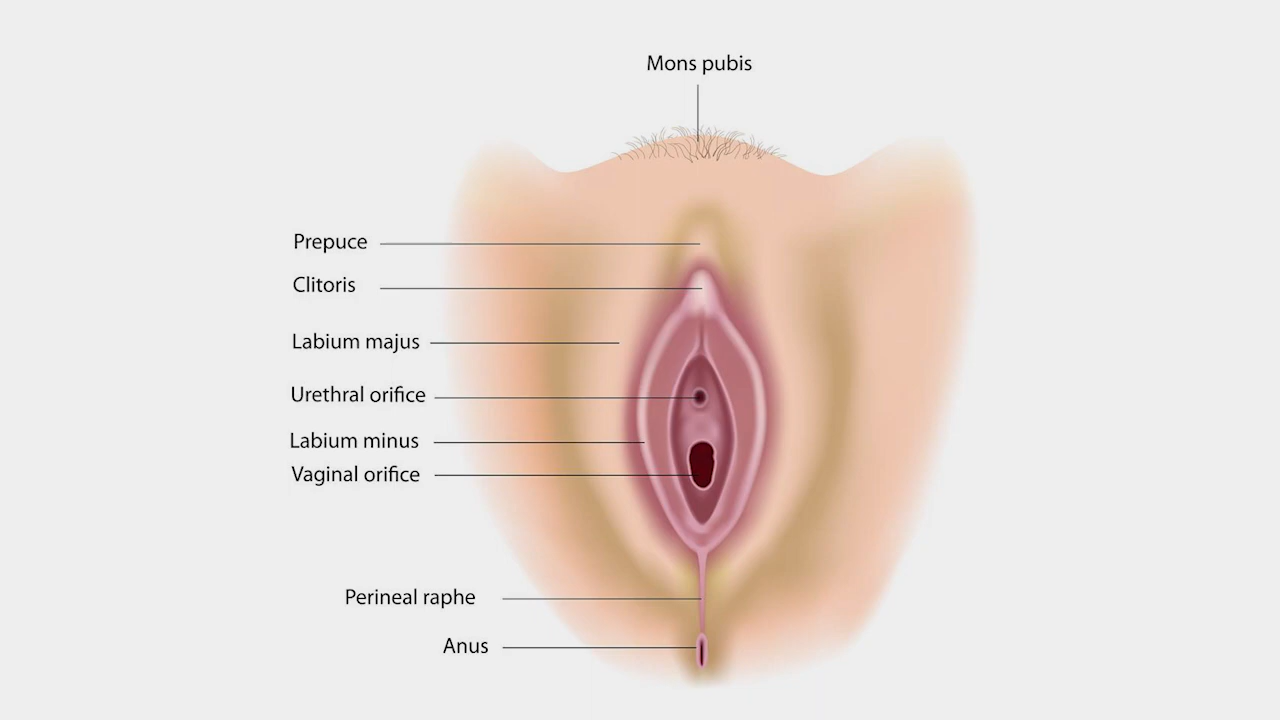 Mons pubis
Prepuce
Clitoris
Labium majus
Urethral orifice
Labium minus
Vaginal orifice
Perineal raphe
Anus